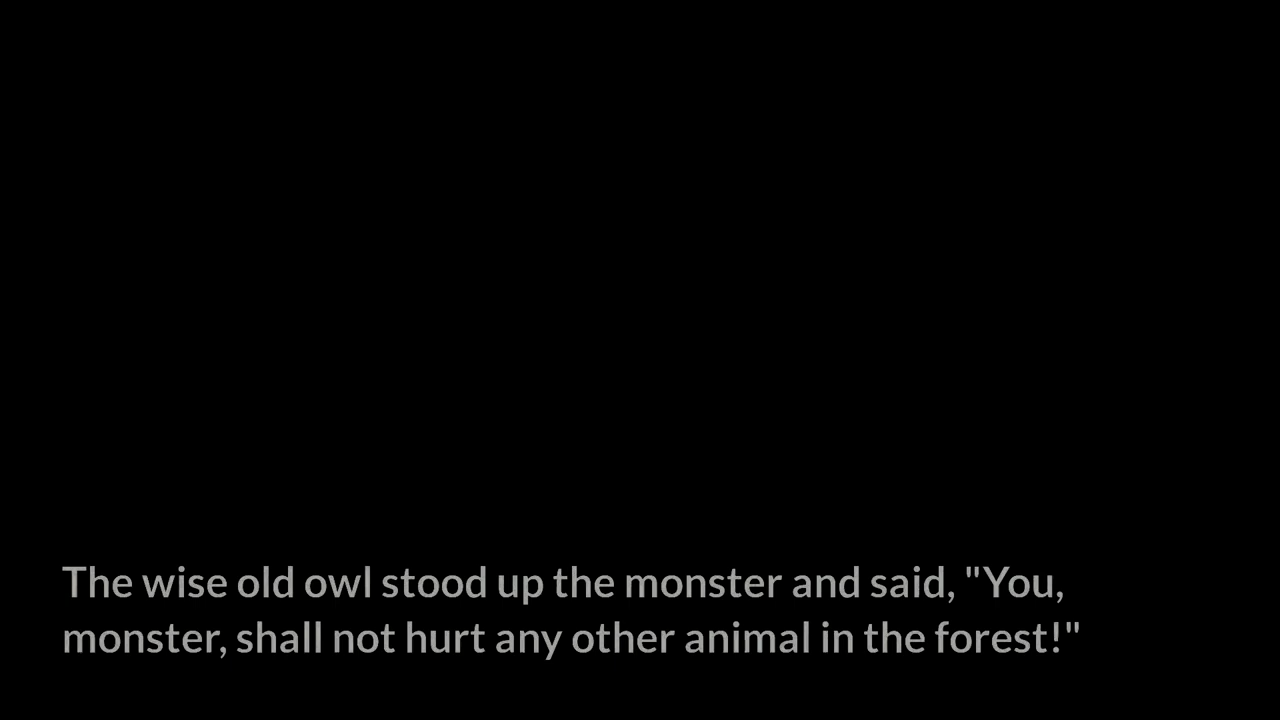 The wise old owl stood up the monster and said, "You,
monster, shall not hurt any other animal in the forest!"